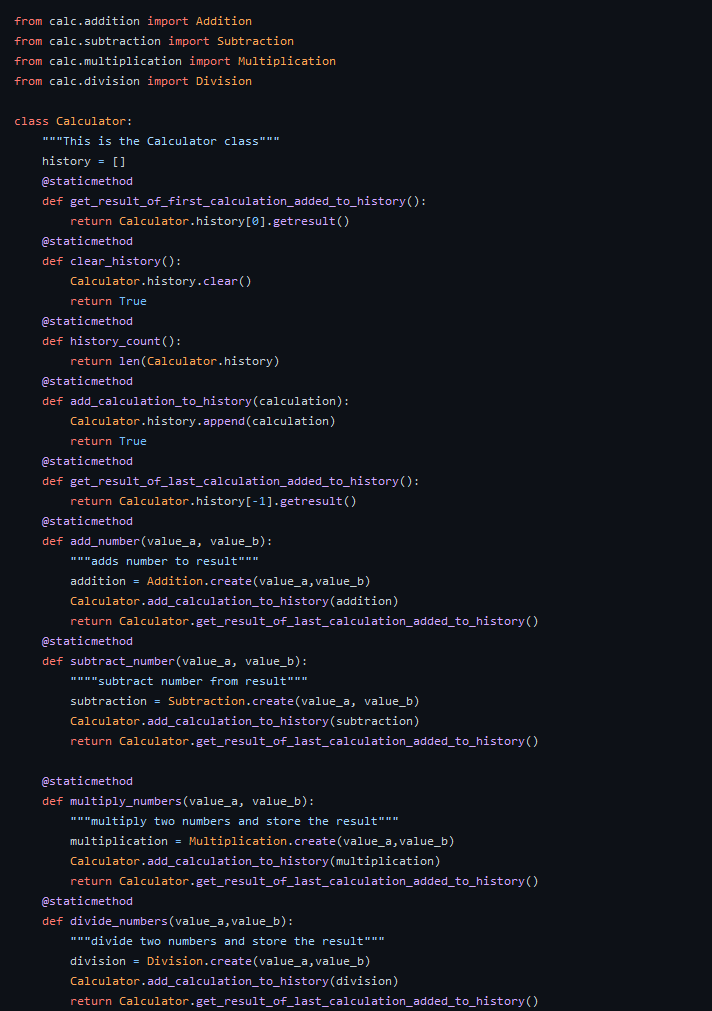 from calc.addition import Addition
from calc.subtraction import Subtraction
from calc.multiplication import Multiplication
from calc.division import Division

class Calculator:
    """This is the Calculator class"""
    history = []
    @staticmethod
    def get_result_of_first_calculation_added_to_history():
        return Calculator.history[0].getresult()
    @staticmethod
    def clear_history():
        Calculator.history.clear()
        return True
    @staticmethod
    def history_count():
        return len(Calculator.history)
    @staticmethod
    def add_calculation_to_history(calculation):
        Calculator.history.append(calculation)
        return True
    @staticmethod
    def get_result_of_last_calculation_added_to_history():
        return Calculator.history[-1].getresult()
    @staticmethod
    def add_number(value_a, value_b):
        """adds number to result"""
        addition = Addition.create(value_a,value_b)
        Calculator.add_calculation_to_history(addition)
        return Calculator.get_result_of_last_calculation_added_to_history()
    @staticmethod
    def subtract_number(value_a, value_b):
        """"subtract number from result"""
        subtraction = Subtraction.create(value_a, value_b)
        Calculator.add_calculation_to_history(subtraction)
        return Calculator.get_result_of_last_calculation_added_to_history()

    @staticmethod
    def multiply_numbers(value_a, value_b):
        """multiply two numbers and store the result"""
        multiplication = Multiplication.create(value_a,value_b)
        Calculator.add_calculation_to_history(multiplication)
        return Calculator.get_result_of_last_calculation_added_to_history()
    @staticmethod
    def divide_numbers(value_a,value_b):
        """divide two numbers and store the result"""
        division = Division.create(value_a,value_b)
        Calculator.add_calculation_to_history(division)
        return Calculator.get_result_of_last_calculation_added_to_history()